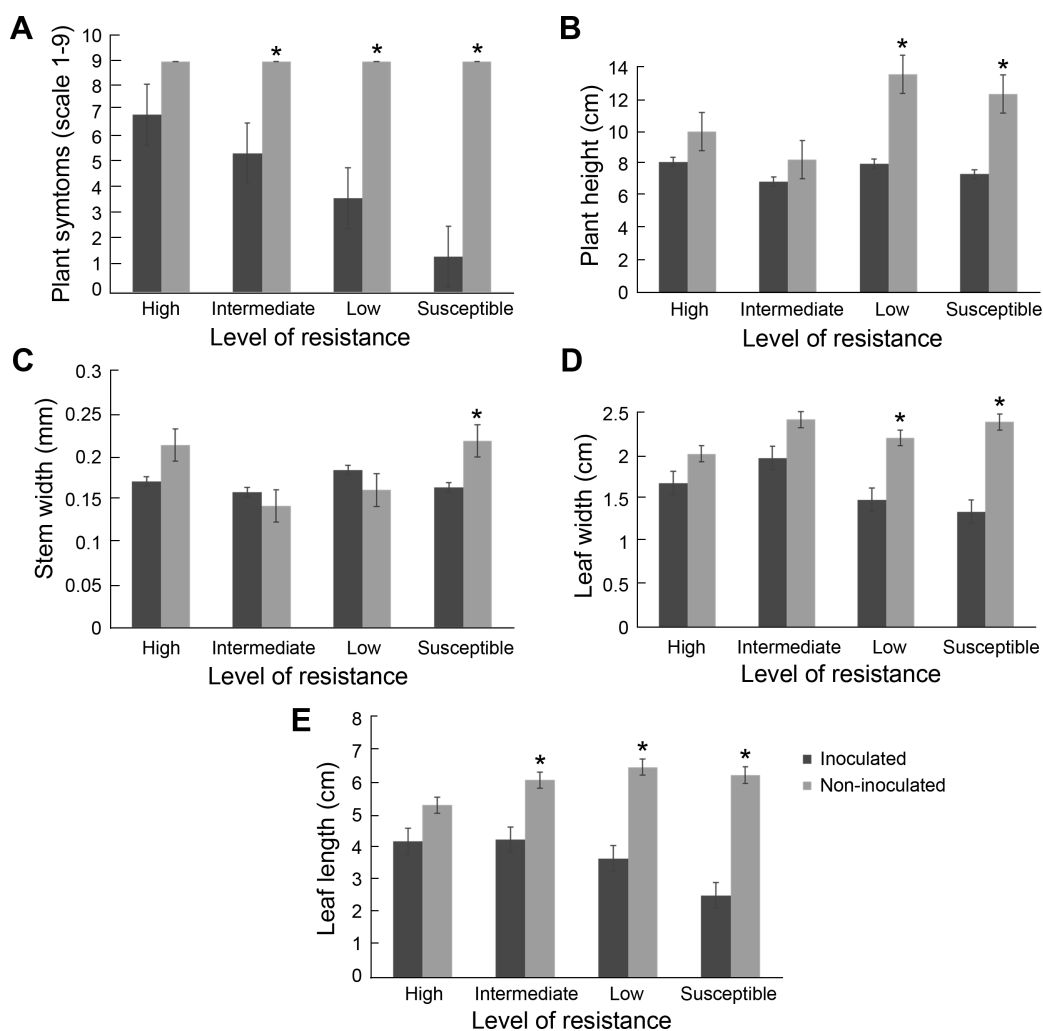 A
Plant symtoms (scale 1-9)
10
9
8
7
6
5
4
3
2
1
0
*
*
*
High
Intermediate
Low
Susceptible
Level of resistance
B
Plant height (cm)
14
12
10
8
6
4
2
0
*
*
High
Intermediate
Low
Susceptible
Level of resistance
C
Stem width (mm)
0.3
0.25
0.2
0.15
0.1
0.05
0
*
High
Intermediate
Low
Susceptible
Level of resistance
D
Leaf width (cm)
2.5
2
1.5
1
0.5
0
*
*
High
Intermediate
Low
Susceptible
Level of resistance
E
Leaf length (cm)
8
7
6
5
4
3
2
1
0
*
*
*
High
Intermediate
Low
Susceptible
Level of resistance
Inoculated
Non-inoculated